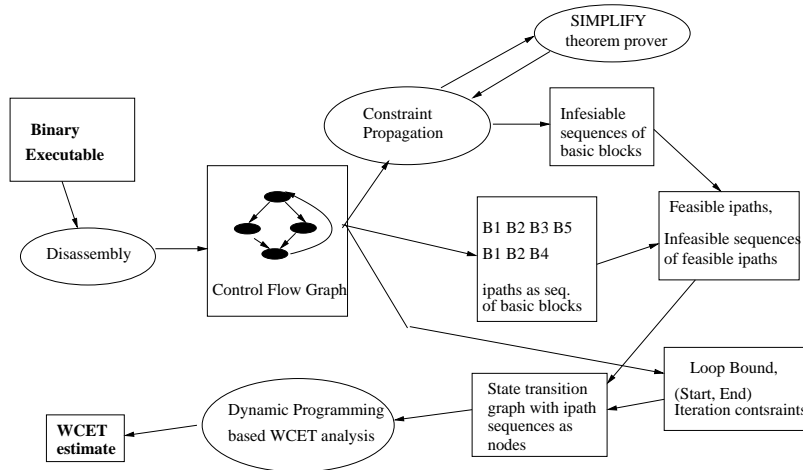 SIMPLIFY
theorem prover
Constraint
Propagation
Infesiable
sequences of
basic blocks
Binary
Executable
Disassembly
Control Flow Graph
B1 B2 B3 B5
B1 B2 B4
ipaths as seq.
of basic blocks
Feasible ipaths,
Infeasible sequences
of feasible ipaths
Loop Bound,
(Start, End)
Iteration contsraints
State transition
graph with ipath
sequences as
nodes
Dynamic Programming
based WCET analysis
WCET
estimate